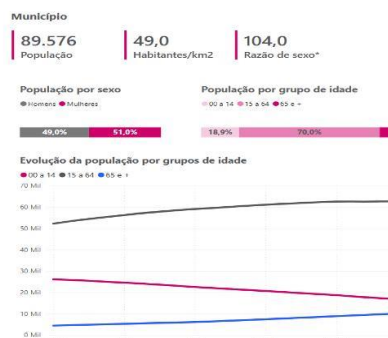 Município
89.576 49,0 104,0
População Habitantes/km2 Razão de sexo*
População por sexo População por grupo de idade
Homens Mulheres 00 a 14 15 a 64 65 e +
49,0% 51,0% 18,9% 70,0%
Evolução da população por grupos de idade
00 a 14 15 a 64 65 e +
70 Mil
60 Mil
50 Mil
40 Mil
30 Mil
20 Mil
10 Mil
0 Mil